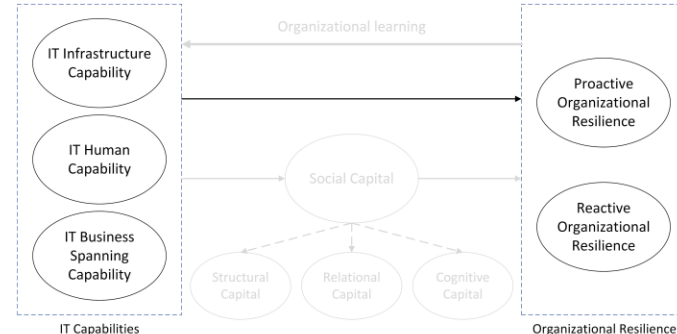 Organizational learning
IT Infrastructure
Capability
Proactive
Organizational
Resilience
IT Human
Capability
Social Capital
Reactive
Organizational
Resilience
IT Business
Spanning
Capability
Structural
Capital
Relational
Capital
Cognitive
Capital
IT Capabilities
Organizational Resilience